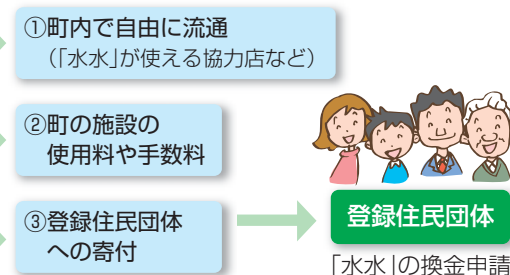 ①町内で自由に流通
（「水水」が使える協力店など）
②町の施設の
使用料や手数料
③登録住民団体
への寄付
登録住民団体
「水水」の換金申請